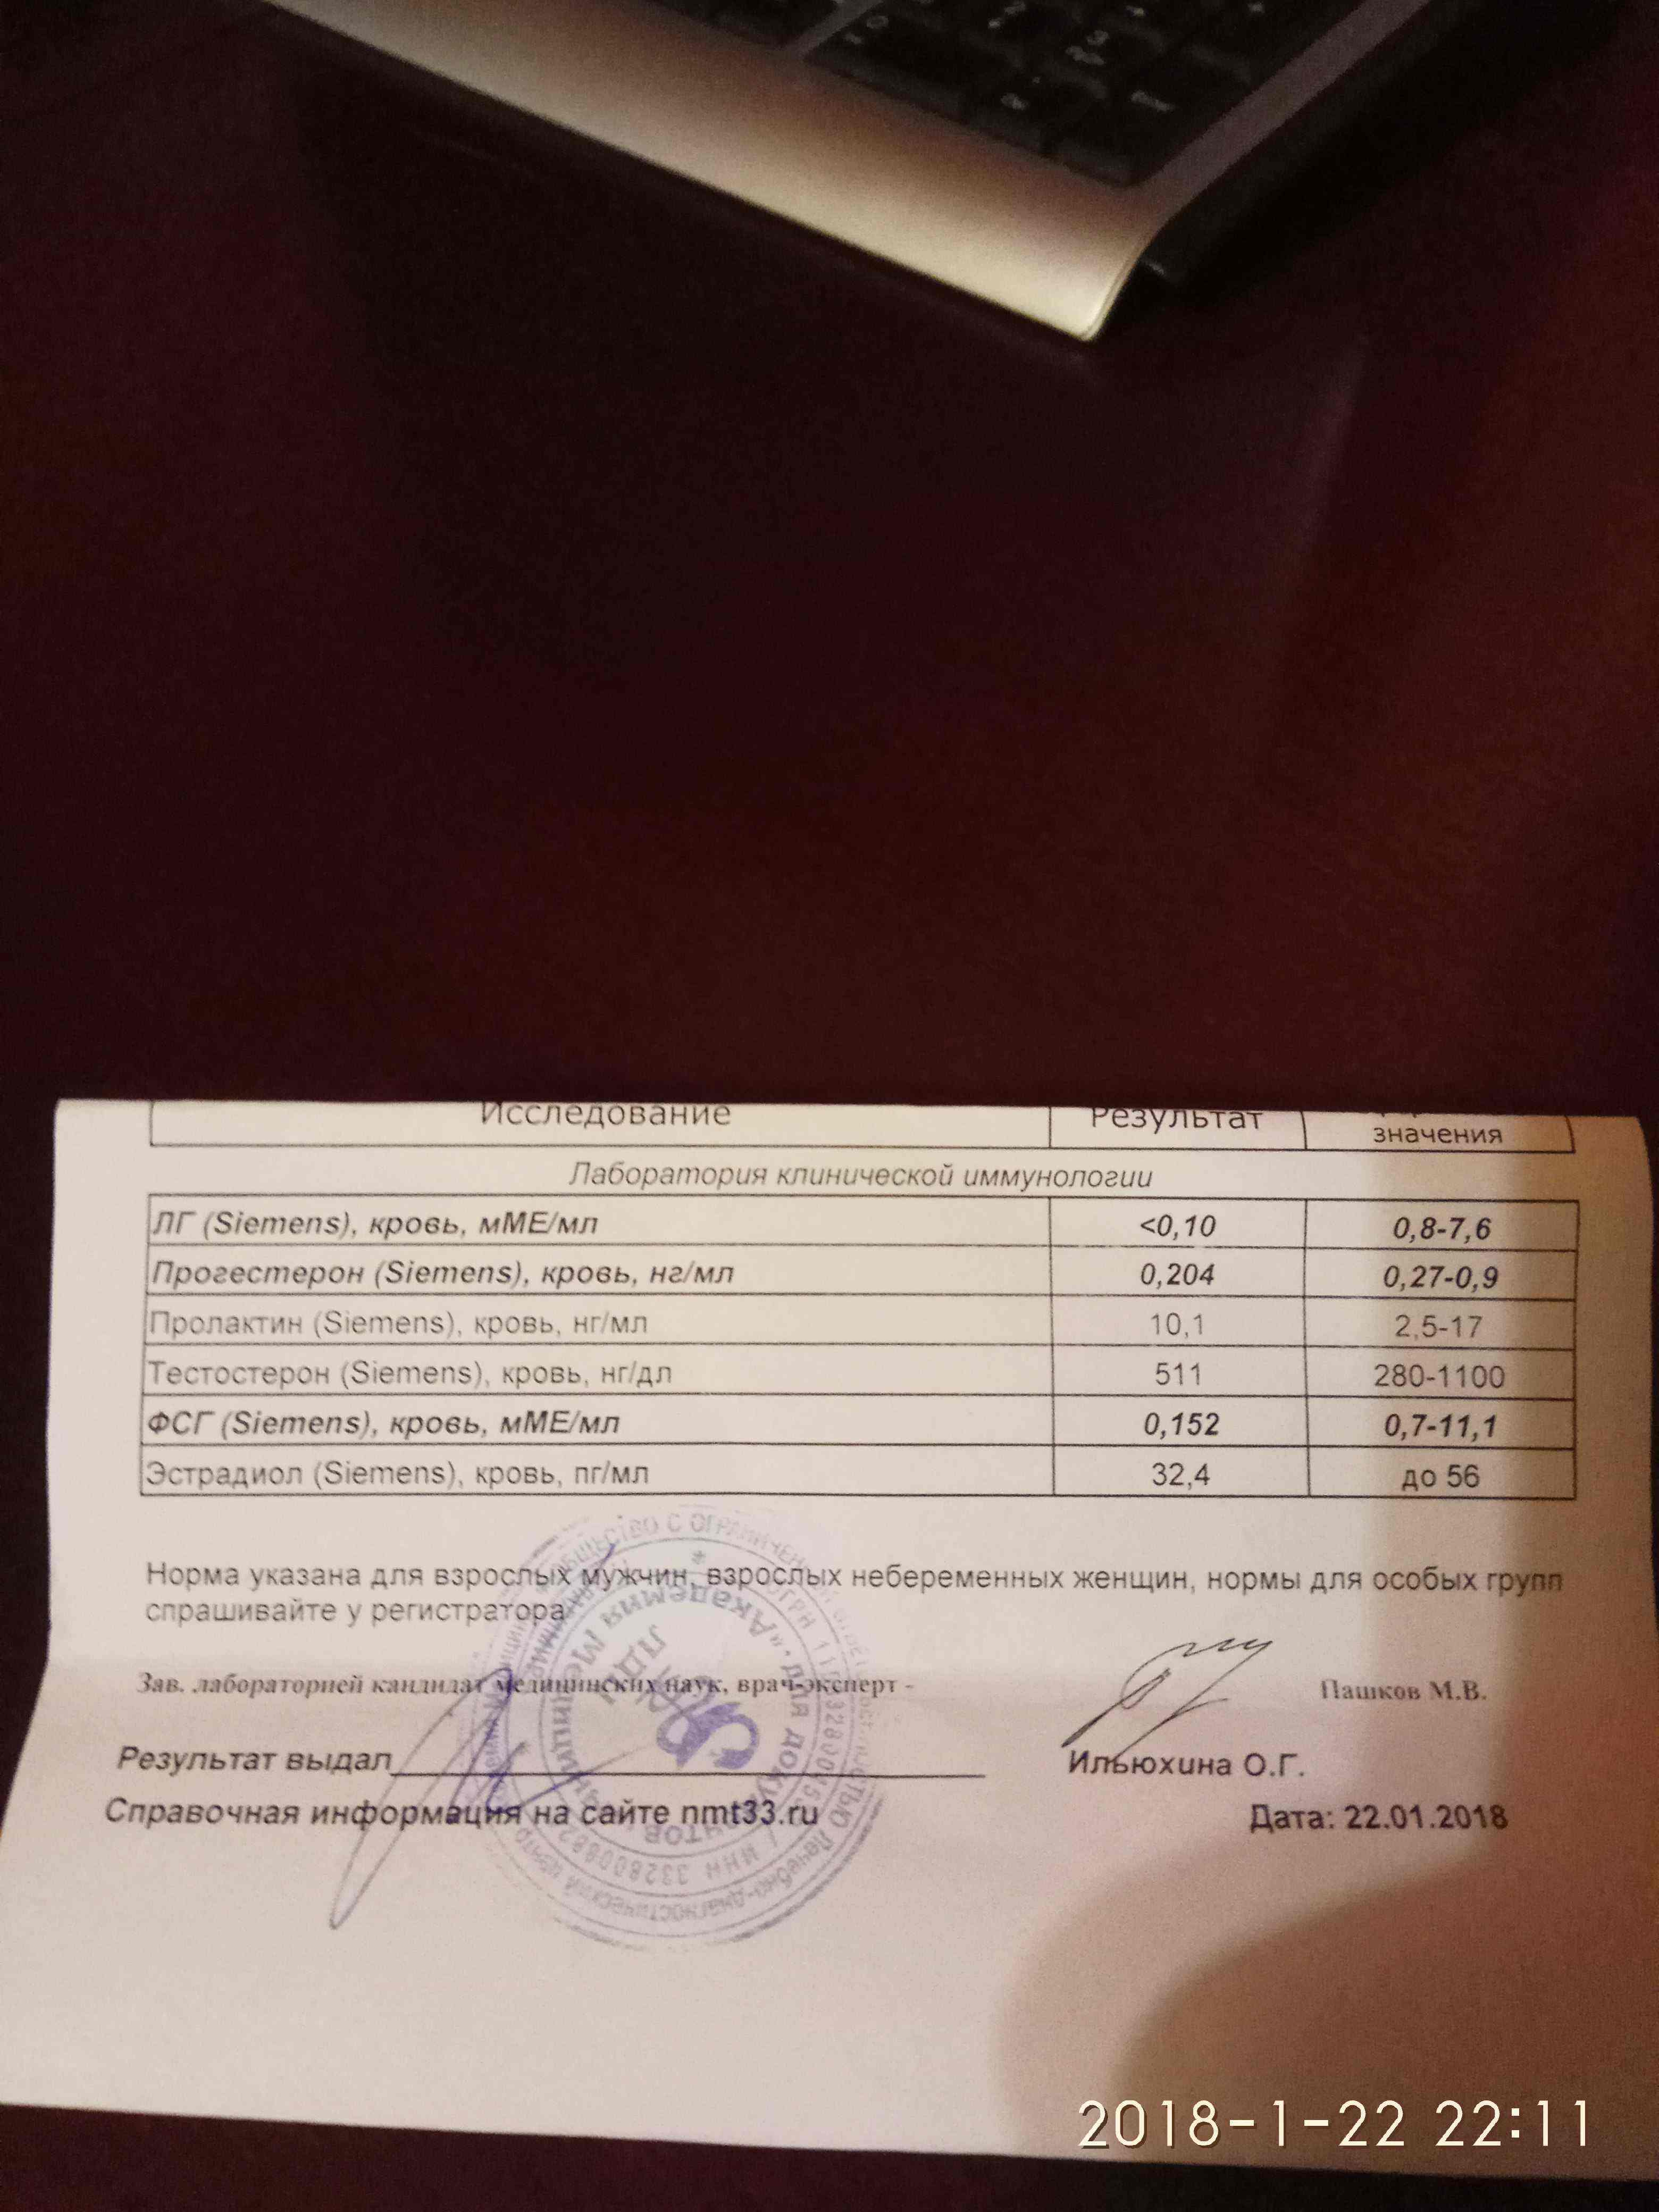 Исследование Результат значения
Лаборатория клинической иммунологии
ЛГ (Siemens), кровь, мМЕ/мл <0,10 0,8-7,6
Прогестерон (Siemens), кровь, нг/мл 0,204 0,27-0,9
Пролактин (Siemens), кровь, нг/мл 10,1 2,5-17
Тестостерон (Siemens), кровь, нг/дл 511 280-1100
ФСГ (Siemens), кровь, мМЕ/мл 0,152 0,7-11,1
Эстрадиол (Siemens), кровь, пг/мл 32,4 до 56
Норма указана для взрослых мужчин, взрослых небеременных женщин, нормы для особых групп
спрашивайте у регистратора
Зав. лабораторией кандидат медицинских наук, врач-эксперт - Пашков М.В.
Результат выдал Ильюхина О.Г.
Справочная информация на сайте nmt33.ru Дата: 22.01.2018
2018-1-22 22:11